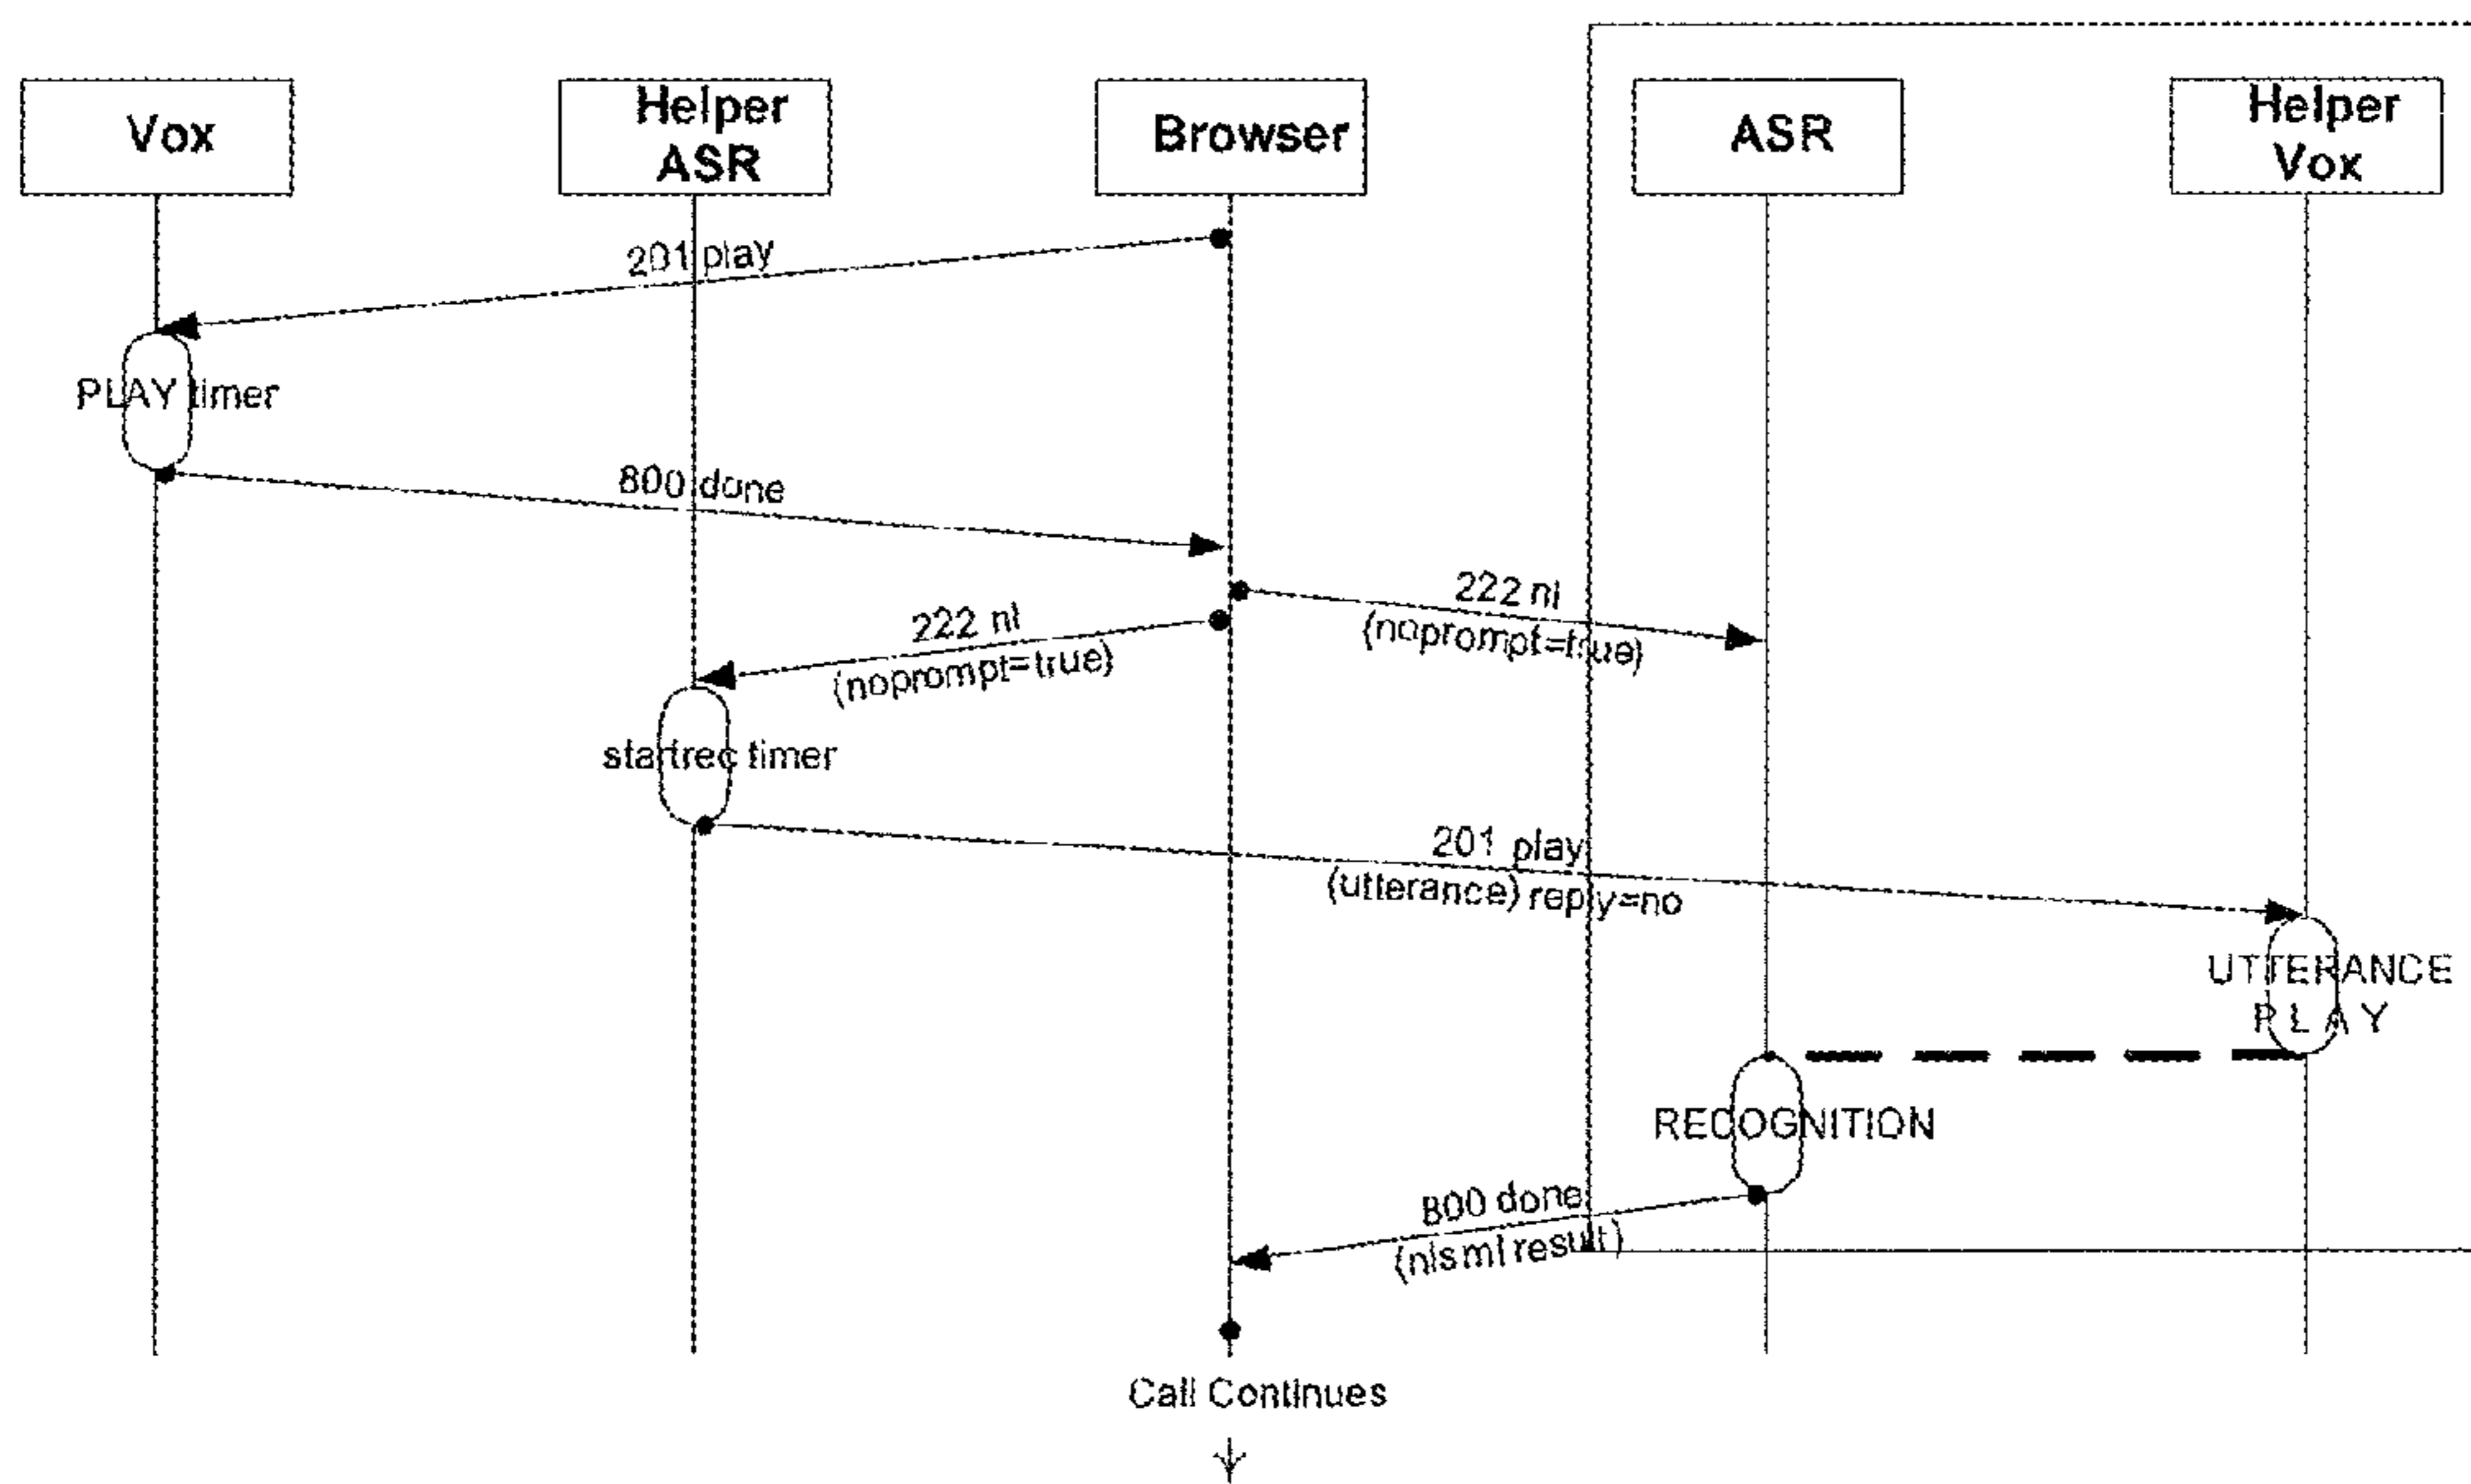 Vox
Helper
ASR
Browser
ASR
Helper
Vox
201 play
PLAY timer
800 done
222 nl
(noprompt=true)
222 nl
(noprompt=true)
startrec timer
201 play
(utterance) reply=no
UTTERANCE
PLAY
RECOGNITION
800 done
(nlsml result)
Call Continues